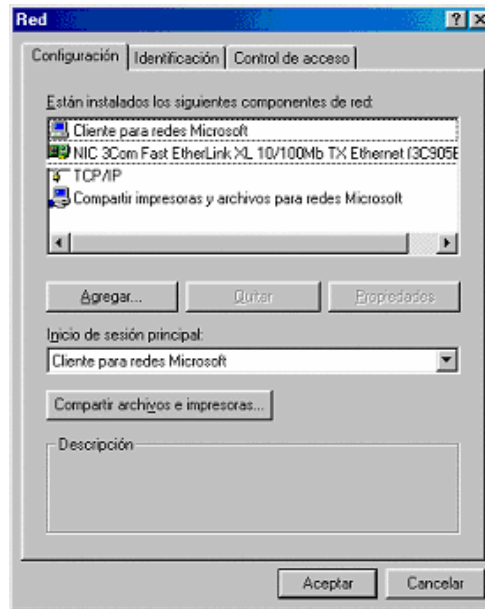 Red
Configuración
Identificación
Control de acceso
Están instalados los siguientes componentes de red:
Cliente para redes Microsoft
NIC 3Com Fast EtherLink XL 10/100Mb TX Ethernet (3C905B
TCP/IP
Compartir impresoras y archivos para redes Microsoft
Agregar...
Quitar
Propiedades
Inicio de sesión principal:
Cliente para redes Microsoft
Compartir archivos e impresoras...
Descripción
Aceptar
Cancelar